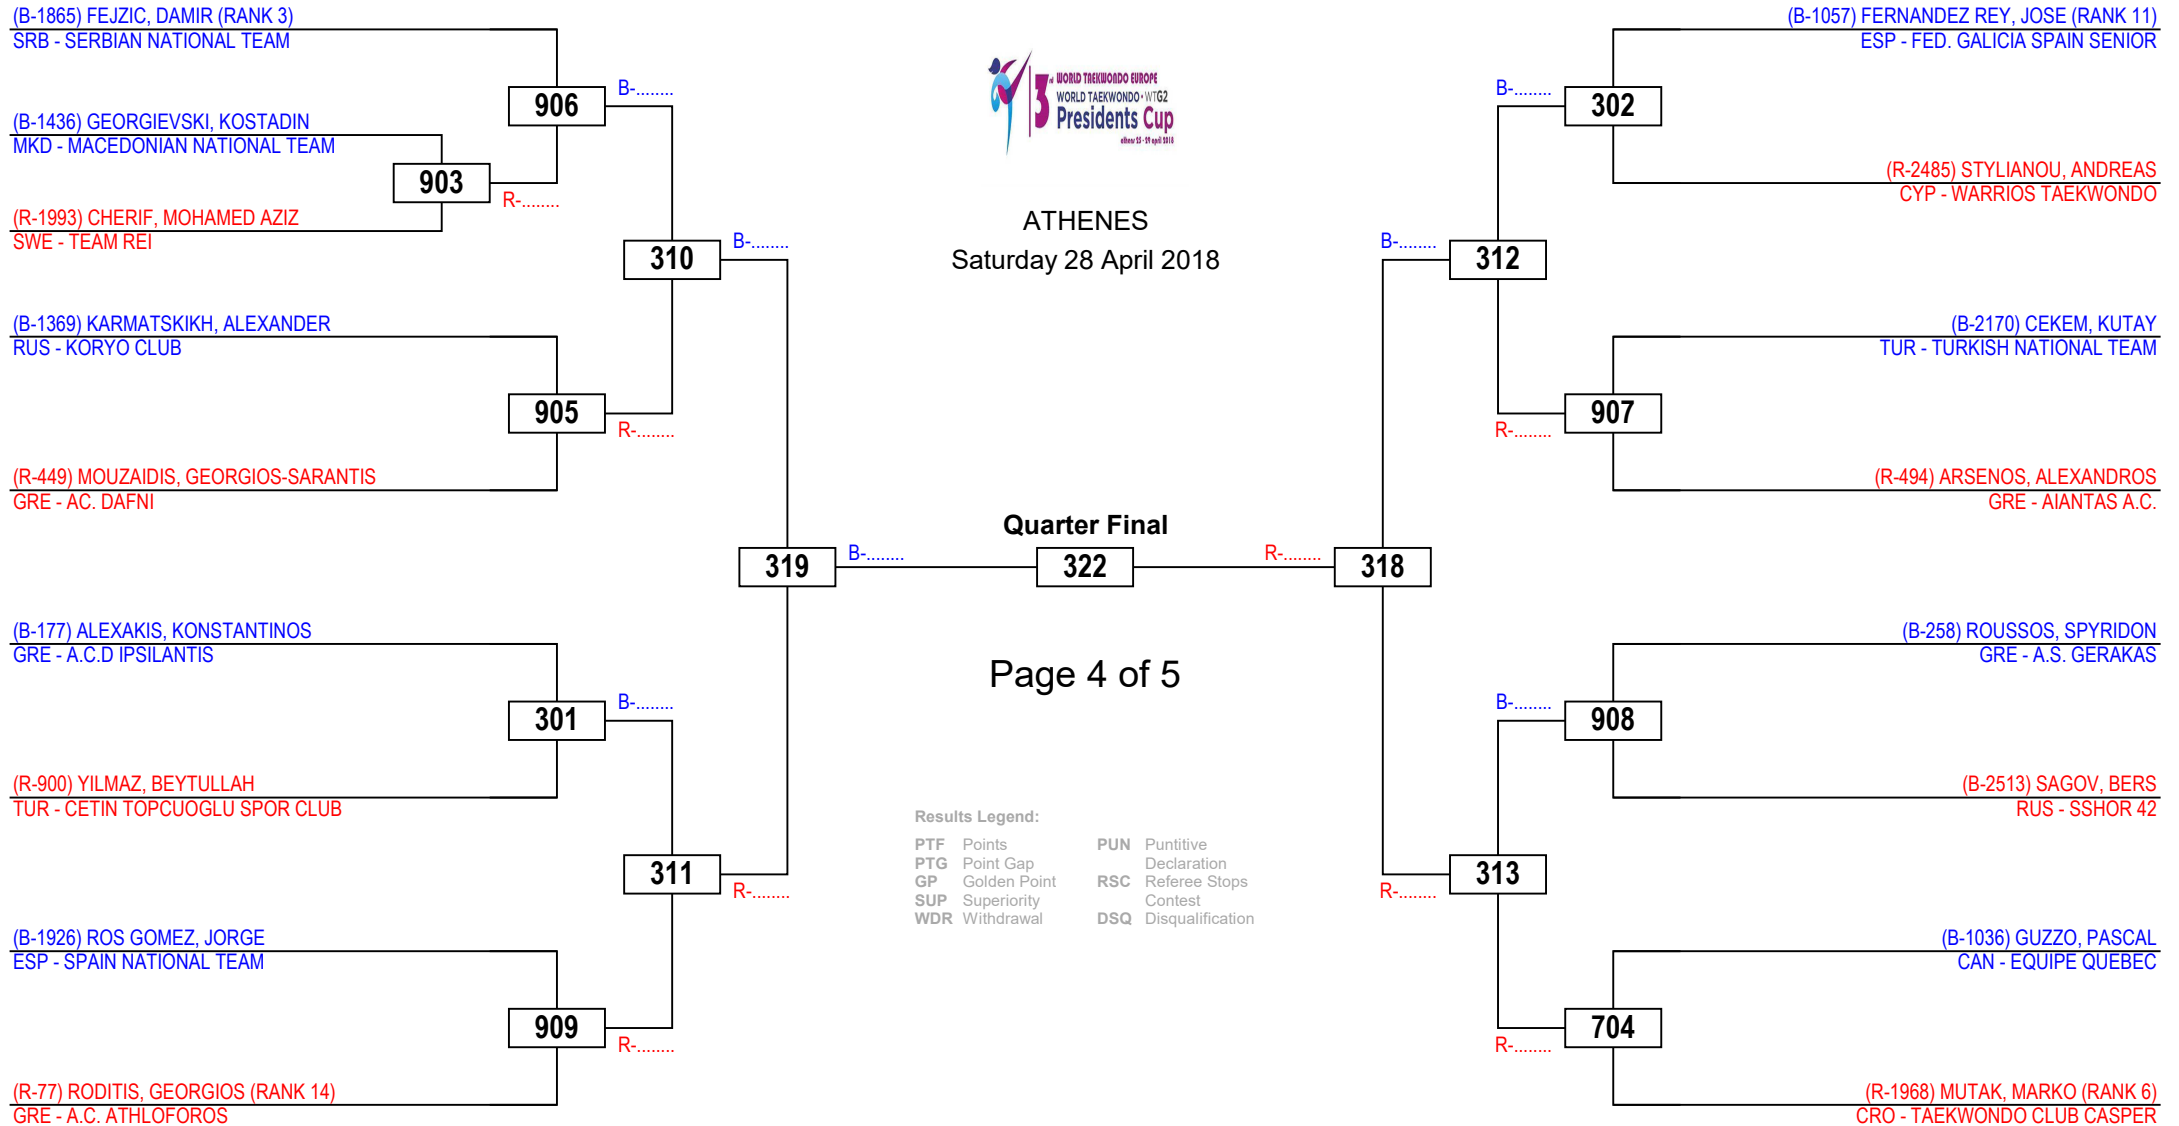 (B-1865) FEJZIC, DAMIR (RANK 3)
SRB - SERBIAN NATIONAL TEAM
906
B-........
(B-1436) GEORGIEVSKI, KOSTADIN
MKD - MACEDONIAN NATIONAL TEAM
903
R-........
(R-1993) CHERIF, MOHAMED AZIZ
SWE - TEAM REI
310
B-........
(B-1369) KARMATSKIKH, ALEXANDER
RUS - KORYO CLUB
905
R-........
(R-449) MOUZAIDIS, GEORGIOS-SARANTIS
GRE - AC. DAFNI
319
B-........
(B-177) ALEXAKIS, KONSTANTINOS
GRE - A.C.D IPSILANTIS
301
B-........
(R-900) YILMAZ, BEYTULLAH
TUR - CETIN TOPCUOGLU SPOR CLUB
311
R-........
(B-1926) ROS GOMEZ, JORGE
ESP - SPAIN NATIONAL TEAM
909
R-........
(R-77) RODITIS, GEORGIOS (RANK 14)
GRE - A.C. ATHLOFOROS
3rd WORLD TAEKWONDO EUROPE
WORLD TAEKWONDO • WTG2
Presidents Cup
athens 25 - 29 april 2018
ATHENES
Saturday 28 April 2018
Quarter Final
322
Page 4 of 5
Results Legend:
PTF Points
PTG Point Gap
GP Golden Point
SUP Superiority
WDR Withdrawal
PUN Puntitive
Declaration
RSC Referee Stops
Contest
DSQ Disqualification
(B-1057) FERNANDEZ REY, JOSE (RANK 11)
ESP - FED. GALICIA SPAIN SENIOR
B-........
302
(R-2485) STYLIANOU, ANDREAS
CYP - WARRIOS TAEKWONDO
B-........
312
(B-2170) CEKEM, KUTAY
TUR - TURKISH NATIONAL TEAM
907
R-........
(R-494) ARSENOS, ALEXANDROS
GRE - AIANTAS A.C.
R-........
318
(B-258) ROUSSOS, SPYRIDON
GRE - A.S. GERAKAS
B-........
908
(B-2513) SAGOV, BERS
RUS - SSHOR 42
313
R-........
(B-1036) GUZZO, PASCAL
CAN - EQUIPE QUEBEC
704
R-........
(R-1968) MUTAK, MARKO (RANK 6)
CRO - TAEKWONDO CLUB CASPER